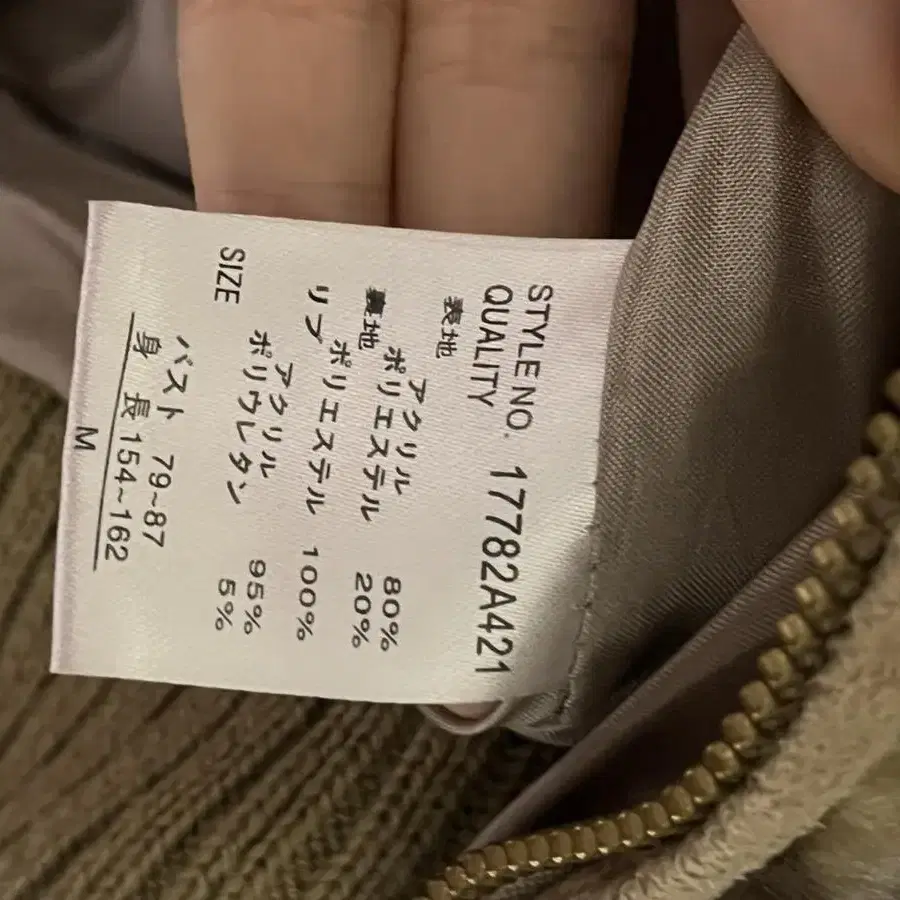 STYLE NO. 17782A421
QUALITY
表地 アクリル 80%
ポリエステル 20%
裏地 ポリエステル 100%
リブ アクリル 95%
ポリウレタン 5%
SIZE
バスト 79~87
身 長 154~162
M